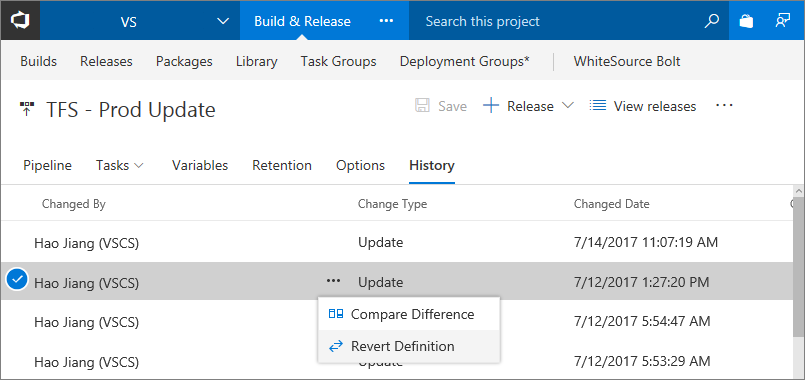 VS Build & Release ··· Search this project
Builds Releases Packages Library Task Groups Deployment Groups* WhiteSource Bolt
TFS - Prod Update Save Release View releases ···
Pipeline Tasks Variables Retention Options History
Changed By Change Type Changed Date
Hao Jiang (VSCS) Update 7/14/2017 11:07:19 AM
Hao Jiang (VSCS) ··· Update 7/12/2017 1:27:20 PM
Compare Difference
Hao Jiang (VSCS) 7/12/2017 5:54:47 AM
Revert Definition
Hao Jiang (VSCS) Update 7/12/2017 5:53:29 AM